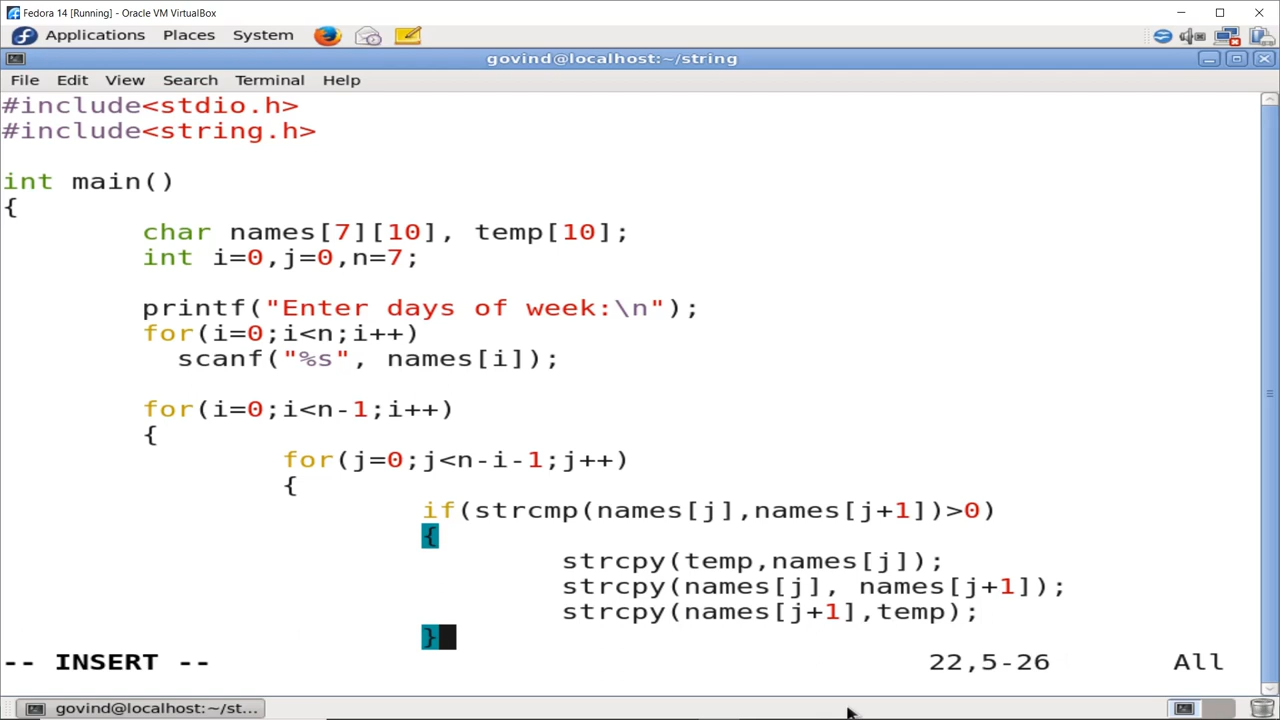 Fedora 14 [Running] - Oracle VM VirtualBox
Applications Places System
govind@localhost:~/string
File Edit View Search Terminal Help
#include<stdio.h>
#include<string.h>
int main()
{
char names[7][10], temp[10];
int i=0,j=0,n=7;
printf("Enter days of week:\n");
for(i=0;i<n;i++)
scanf("%s", names[i]);
for(i=0;i<n-1;i++)
{
for(j=0;j<n-i-1;j++)
{
if(strcmp(names[j],names[j+1])>0)
{
strcpy(temp,names[j]);
strcpy(names[j], names[j+1]);
strcpy(names[j+1],temp);
}
-- INSERT -- 22,5-26 All
govind@localhost:~/st...